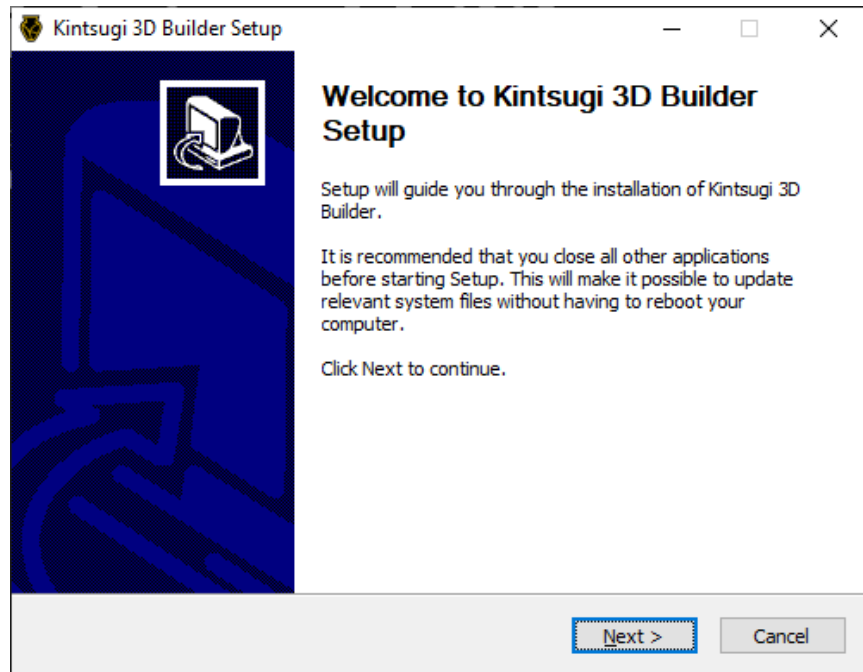 Kintsugi 3D Builder Setup
Welcome to Kintsugi 3D Builder
Setup
Setup will guide you through the installation of Kintsugi 3D
Builder.
It is recommended that you close all other applications
before starting Setup. This will make it possible to update
relevant system files without having to reboot your
computer.
Click Next to continue.
Next >
Cancel